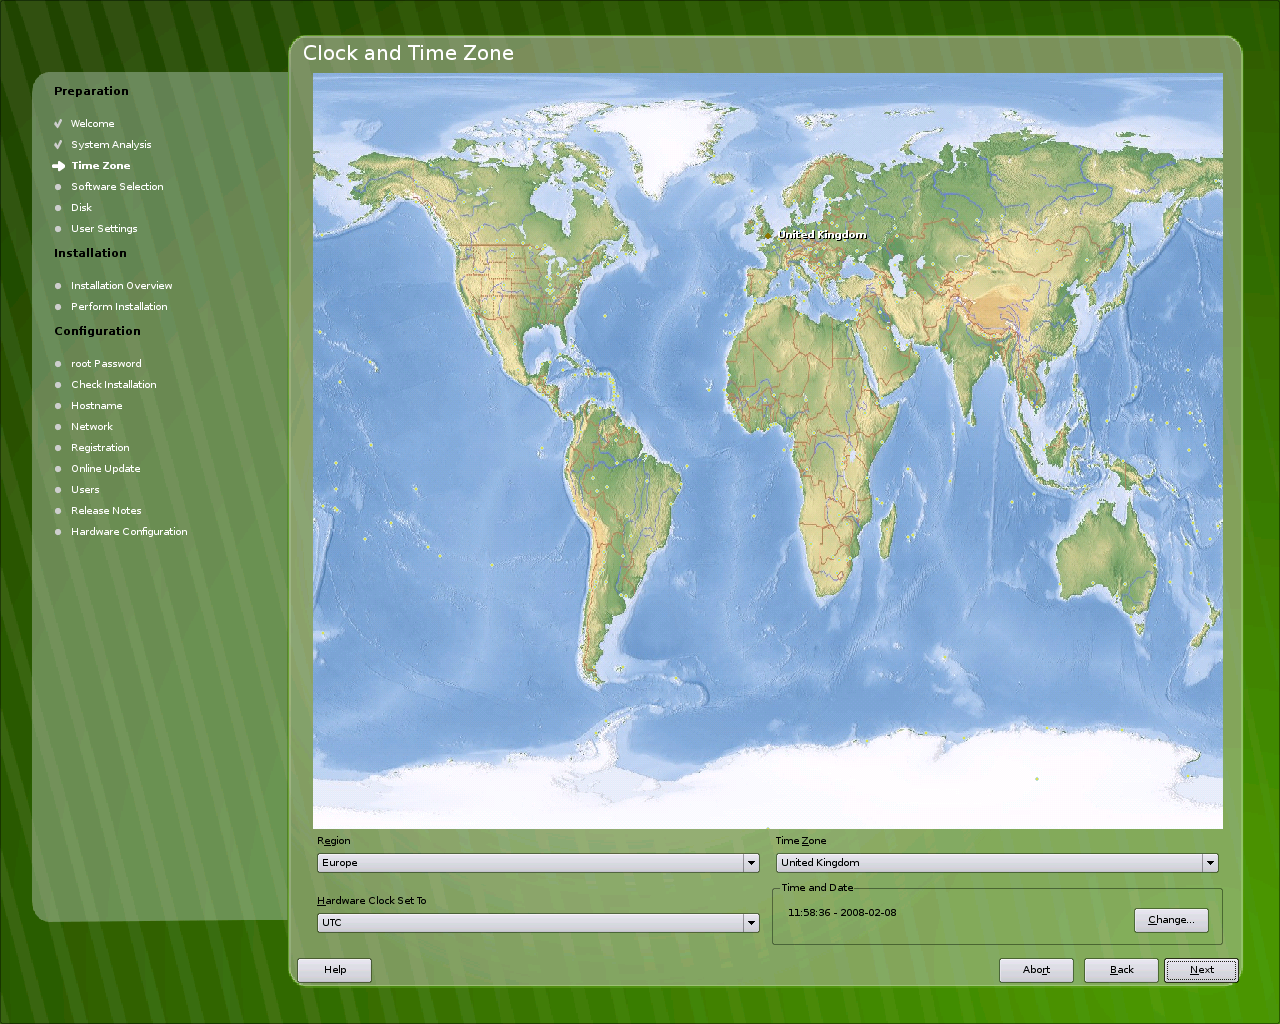 Clock and Time Zone
Preparation
Welcome
System Analysis
Time Zone
Software Selection
Disk
User Settings
Installation
Installation Overview
Perform Installation
Configuration
root Password
Check Installation
Hostname
Network
Registration
Online Update
Users
Release Notes
Hardware Configuration
United Kingdom
Region
Europe
Time Zone
United Kingdom
Hardware Clock Set To
UTC
Time and Date
11:58:36 - 2008-02-08
Change...
Help
Abort
Back
Next